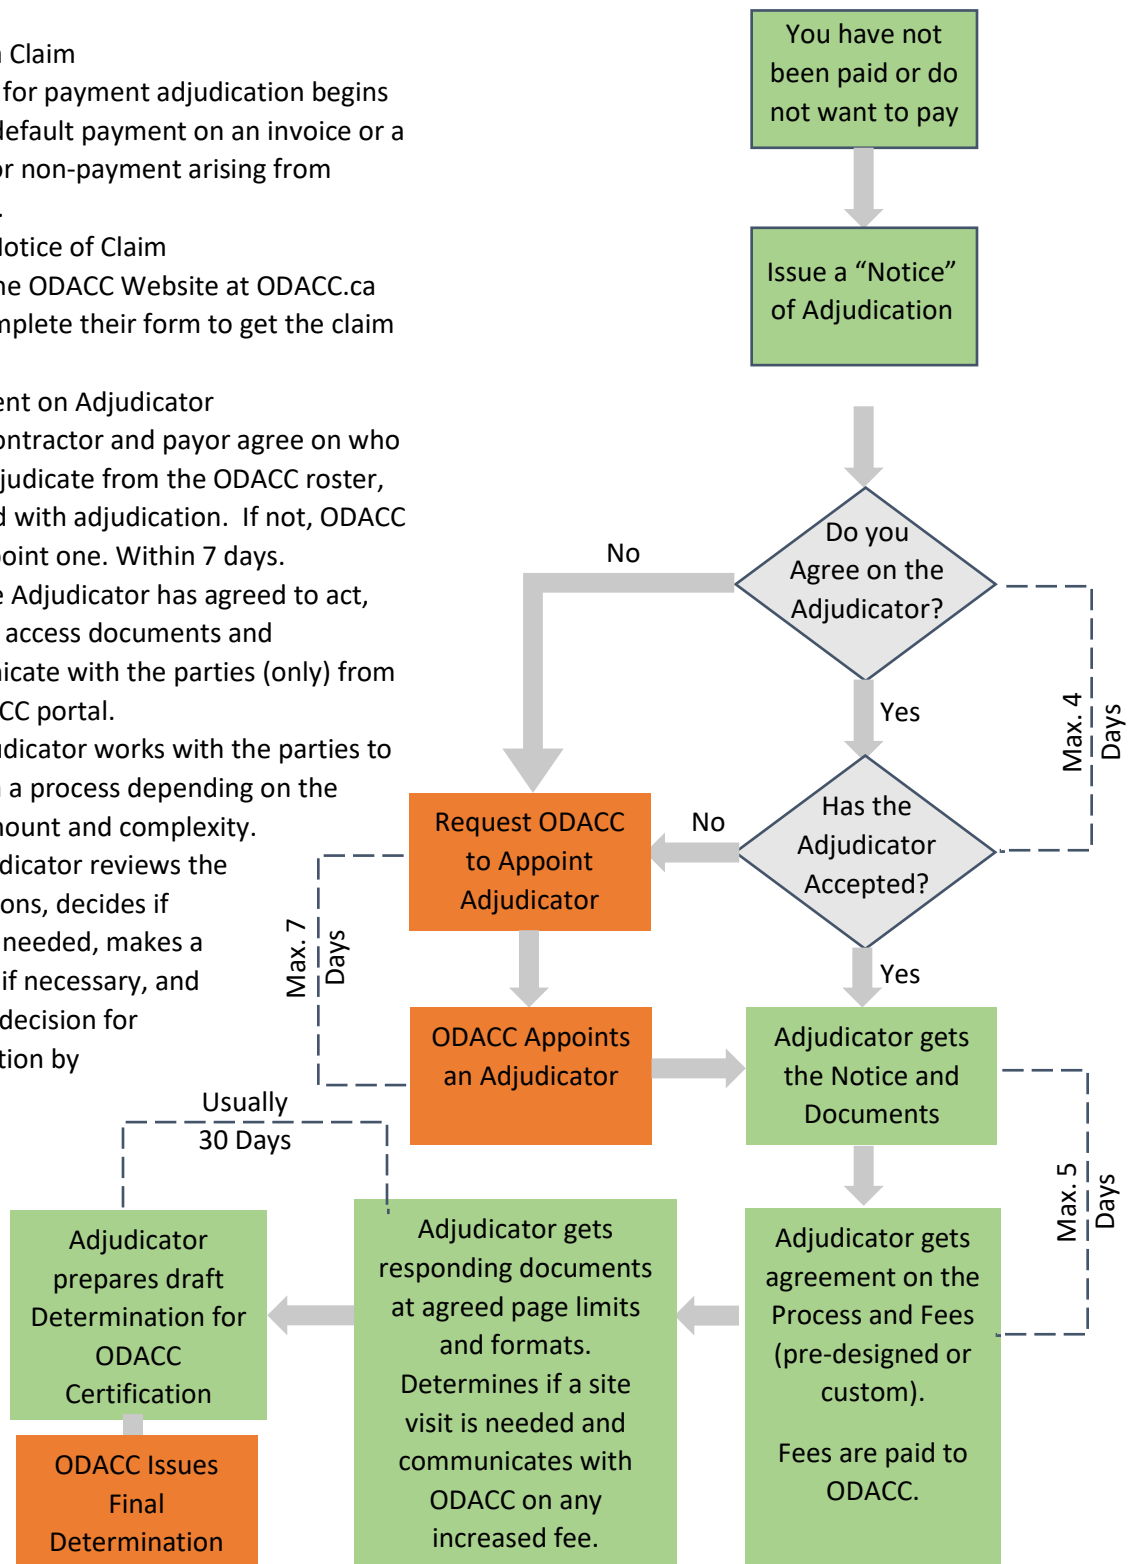 Claim
for payment adjudication begins
default payment on an invoice or a
or non-payment arising from
.
Notice of Claim
he ODACC Website at ODACC.ca
mplete their form to get the claim
ent on Adjudicator
ontractor and payor agree on who
judicate from the ODACC roster,
d with adjudication. If not, ODACC
point one. Within 7 days.
e Adjudicator has agreed to act,
access documents and
nicate with the parties (only) from
CC portal.
udicator works with the parties to
a process depending on the
ount and complexity.
dicator reviews the
ons, decides if
needed, makes a
if necessary, and
decision for
tion by
You have not
been paid or do
not want to pay
Issue a “Notice”
of Adjudication
Do you
Agree on the
Adjudicator?
No
Yes
Max. 4
Days
Has the
Adjudicator
Accepted?
No
Yes
Request ODACC
to Appoint
Adjudicator
Max. 7
Days
ODACC Appoints
an Adjudicator
Adjudicator gets
the Notice and
Documents
Max. 5
Days
Adjudicator gets
agreement on the
Process and Fees
(pre-designed or
custom).
Fees are paid to
ODACC.
Adjudicator gets
responding documents
at agreed page limits
and formats.
Determines if a site
visit is needed and
communicates with
ODACC on any
increased fee.
Usually
30 Days
Adjudicator
prepares draft
Determination for
ODACC
Certification
ODACC Issues
Final
Determination